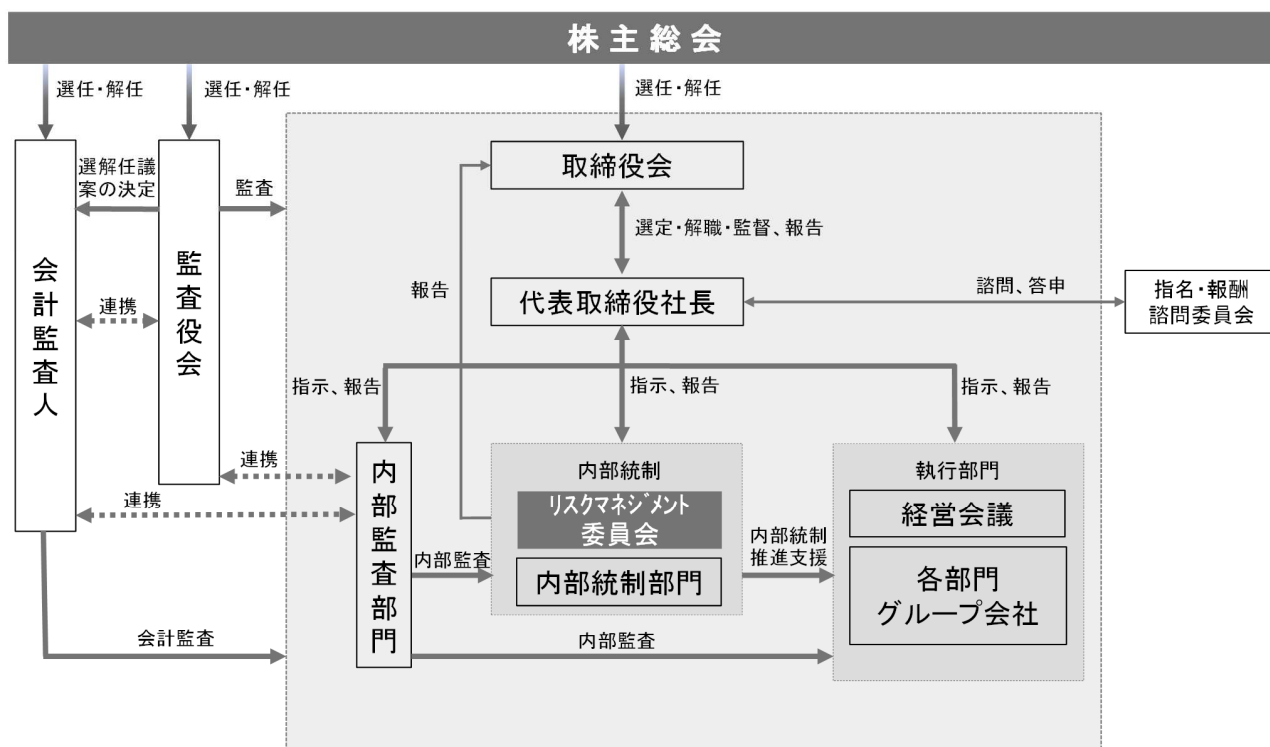 株主総会
選任・解任
選任・解任
選任・解任
選解任議
案の決定
監査
取締役会
選定・解職・監督、報告
会計監査人
監査役会
連携
報告
代表取締役社長
諮問、答申
指名・報酬
諮問委員会
指示、報告
指示、報告
指示、報告
連携
連携
内部監査部門
内部統制
リスクマネジメント
委員会
内部統制部門
執行部門
経営会議
各部門
グループ会社
内部監査
内部統制
推進支援
会計監査
内部監査